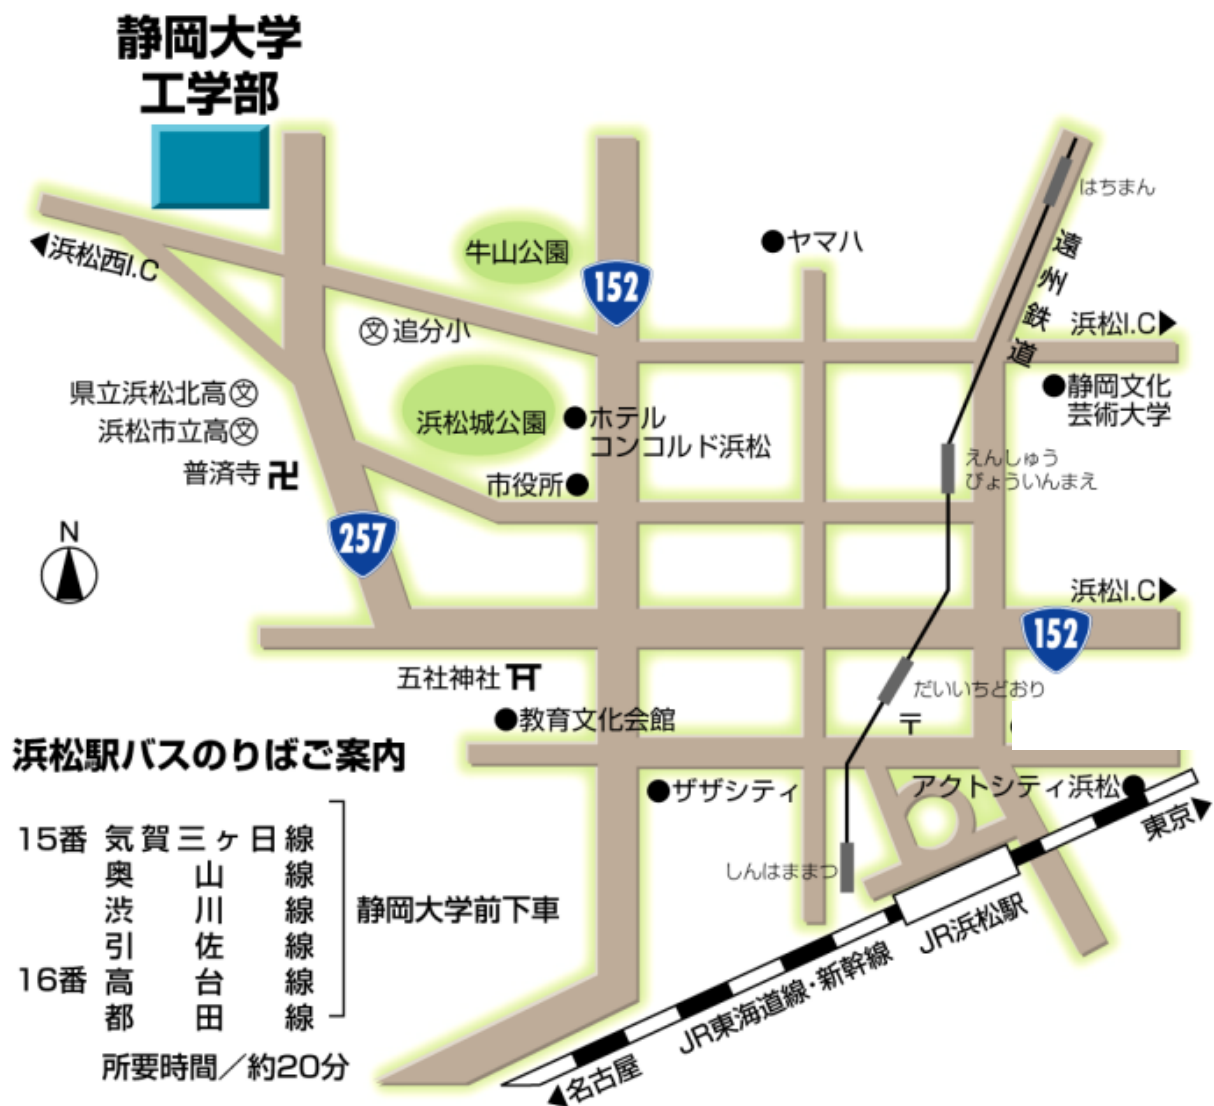 静岡大学
工学部
はちまん
ヤマハ
遠州鉄道
牛山公園
◀浜松西I.C
152
浜松I.C▶
文 追分小
静岡文化
芸術大学
県立浜松北高文
浜松市立高文
浜松城公園
ホテル
コンコルド浜松
普済寺卍
えんしゅう
びょういんまえ
市役所
257
N
浜松I.C▶
152
五社神社
だいいちどおり
教育文化会館
〒
浜松駅バスのりばご案内
ザザシティ
アクトシティ浜松
東京▶
しんはままつ
15番 気賀三ヶ日線
奥山線
渋川線
引佐線
16番 高台線
都田線
静岡大学前下車
所要時間／約20分
JR浜松駅
JR東海道線・新幹線
◀名古屋